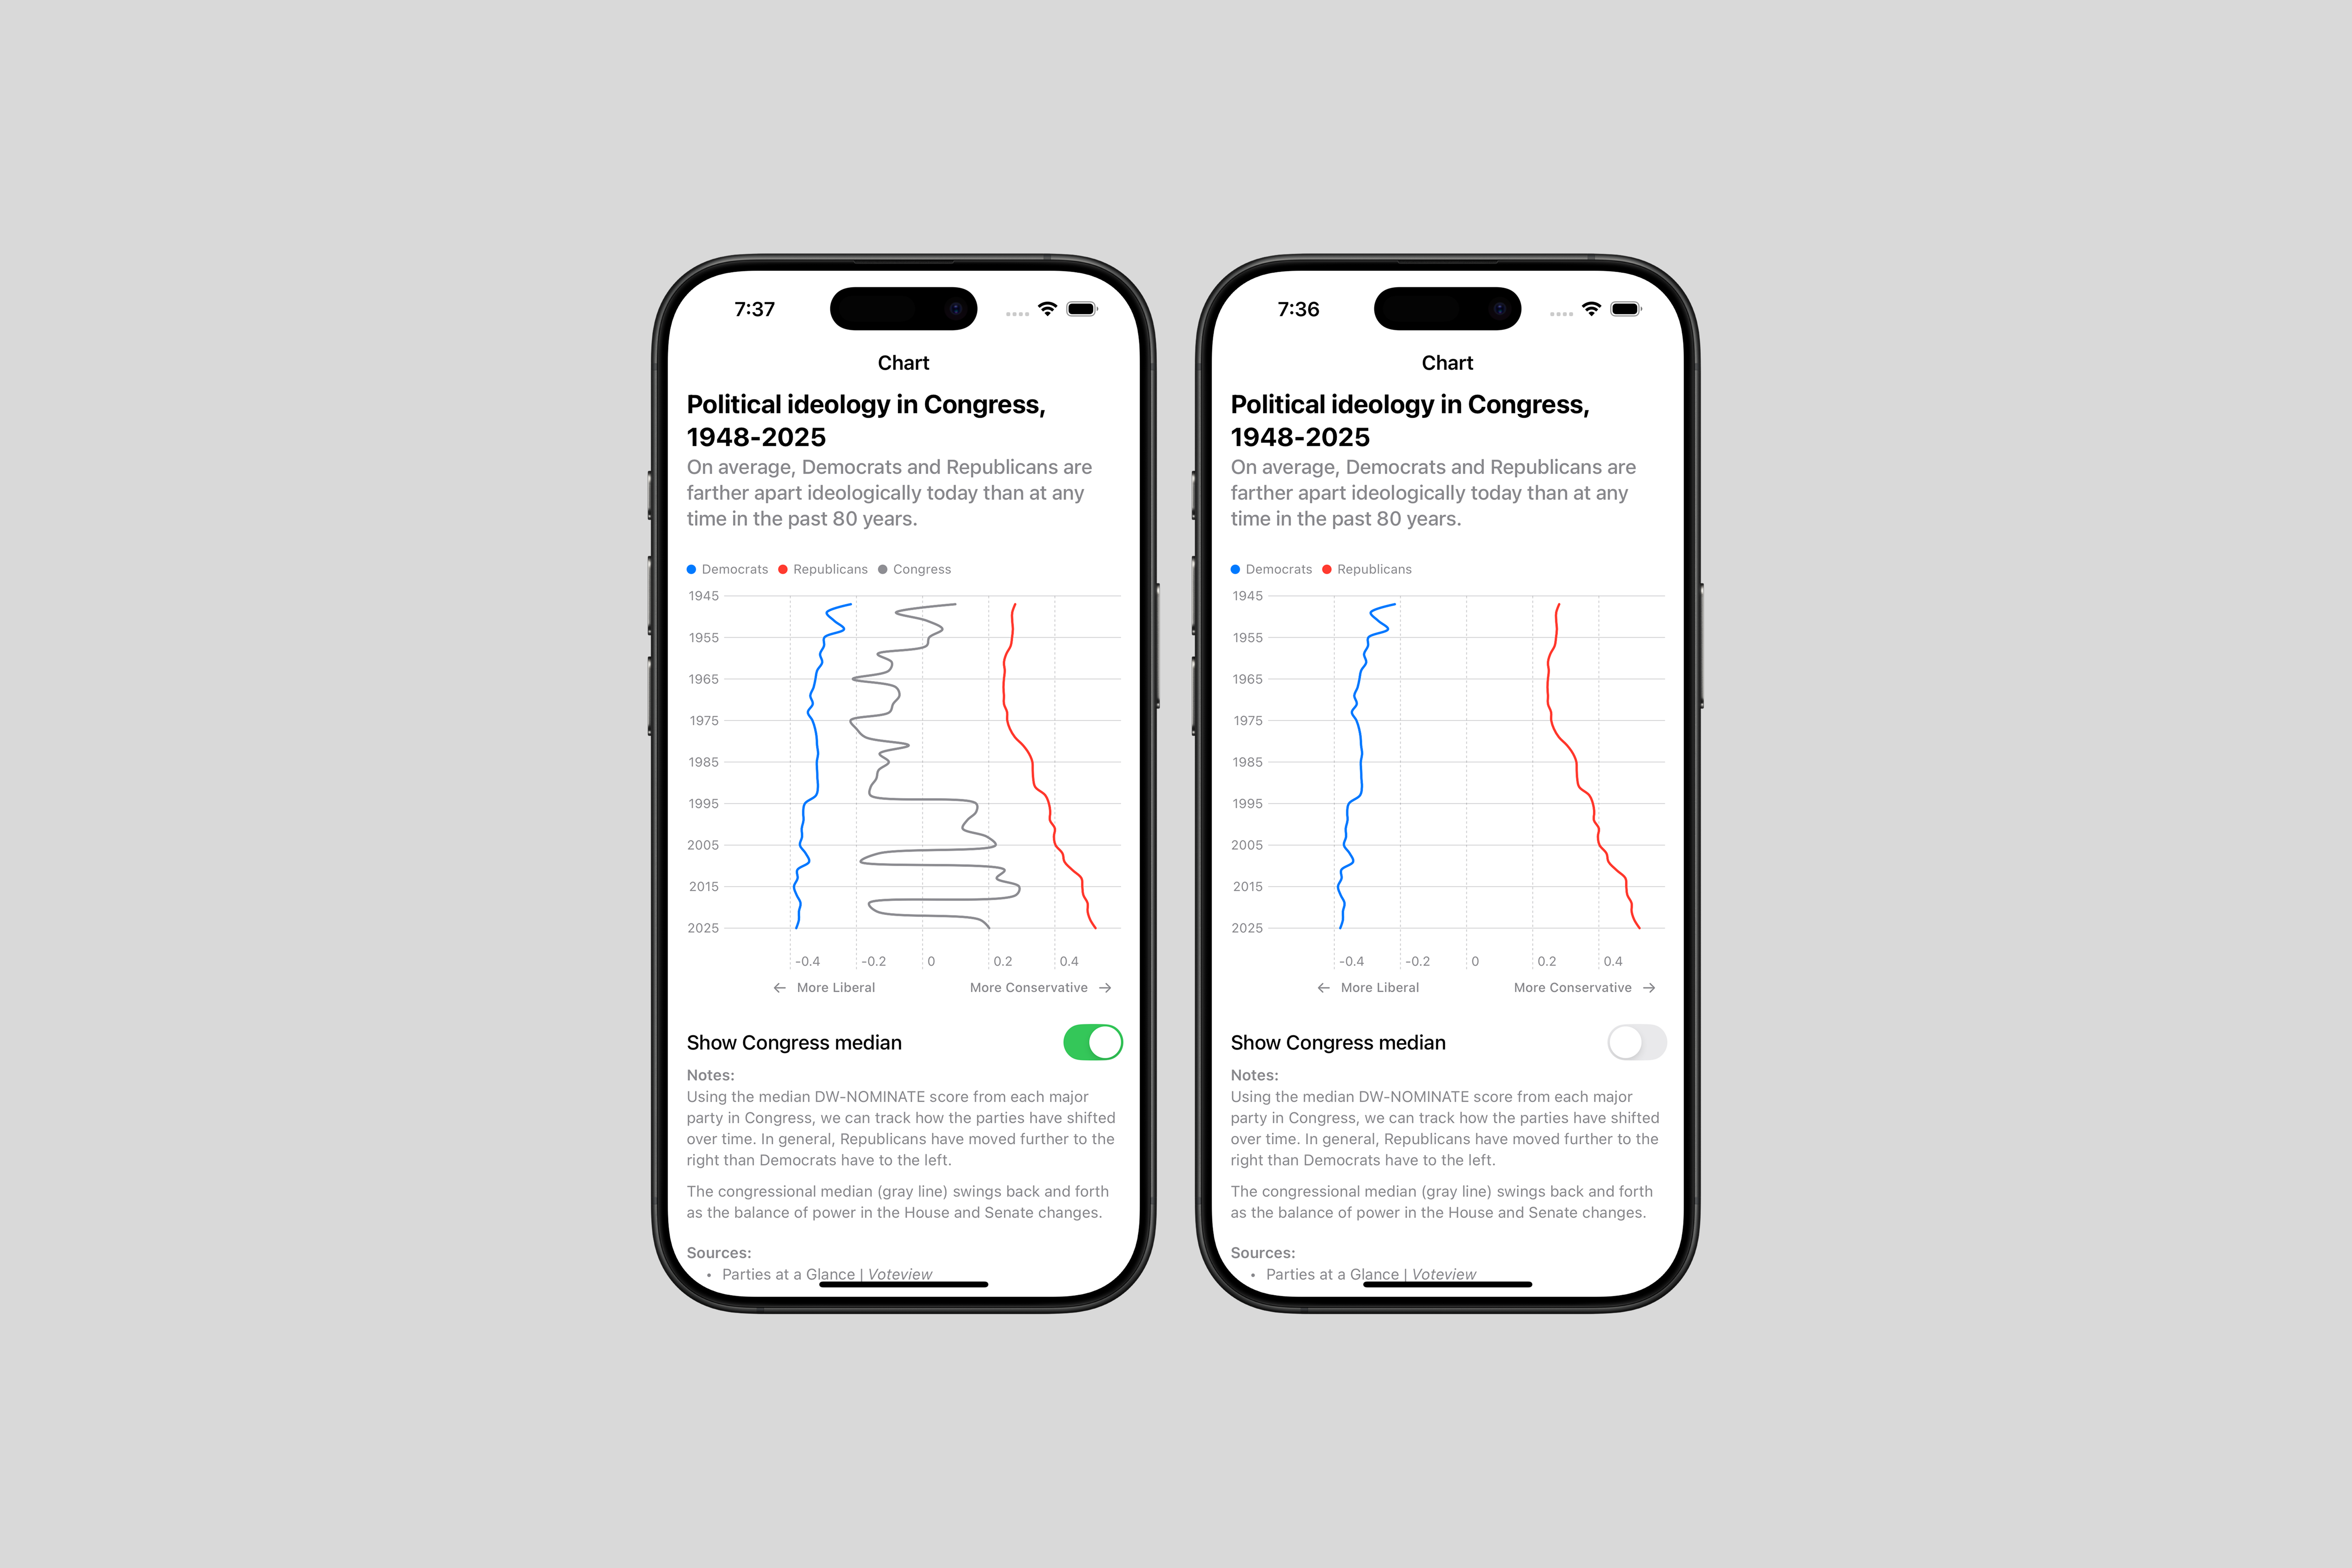 7:37
Chart
Political ideology in Congress,
1948-2025
On average, Democrats and Republicans are
farther apart ideologically today than at any
time in the past 80 years.
Democrats Republicans Congress
1945
1955
1965
1975
1985
1995
2005
2015
2025
-0.4 -0.2 0 0.2 0.4
← More Liberal More Conservative →
Show Congress median
Notes:
Using the median DW-NOMINATE score from each major
party in Congress, we can track how the parties have shifted
over time. In general, Republicans have moved further to the
right than Democrats have to the left.
The congressional median (gray line) swings back and forth
as the balance of power in the House and Senate changes.
Sources:
• Parties at a Glance | Voteview
7:36
Chart
Political ideology in Congress,
1948-2025
On average, Democrats and Republicans are
farther apart ideologically today than at any
time in the past 80 years.
Democrats Republicans
1945
1955
1965
1975
1985
1995
2005
2015
2025
-0.4 -0.2 0 0.2 0.4
← More Liberal More Conservative →
Show Congress median
Notes:
Using the median DW-NOMINATE score from each major
party in Congress, we can track how the parties have shifted
over time. In general, Republicans have moved further to the
right than Democrats have to the left.
The congressional median (gray line) swings back and forth
as the balance of power in the House and Senate changes.
Sources:
• Parties at a Glance | Voteview